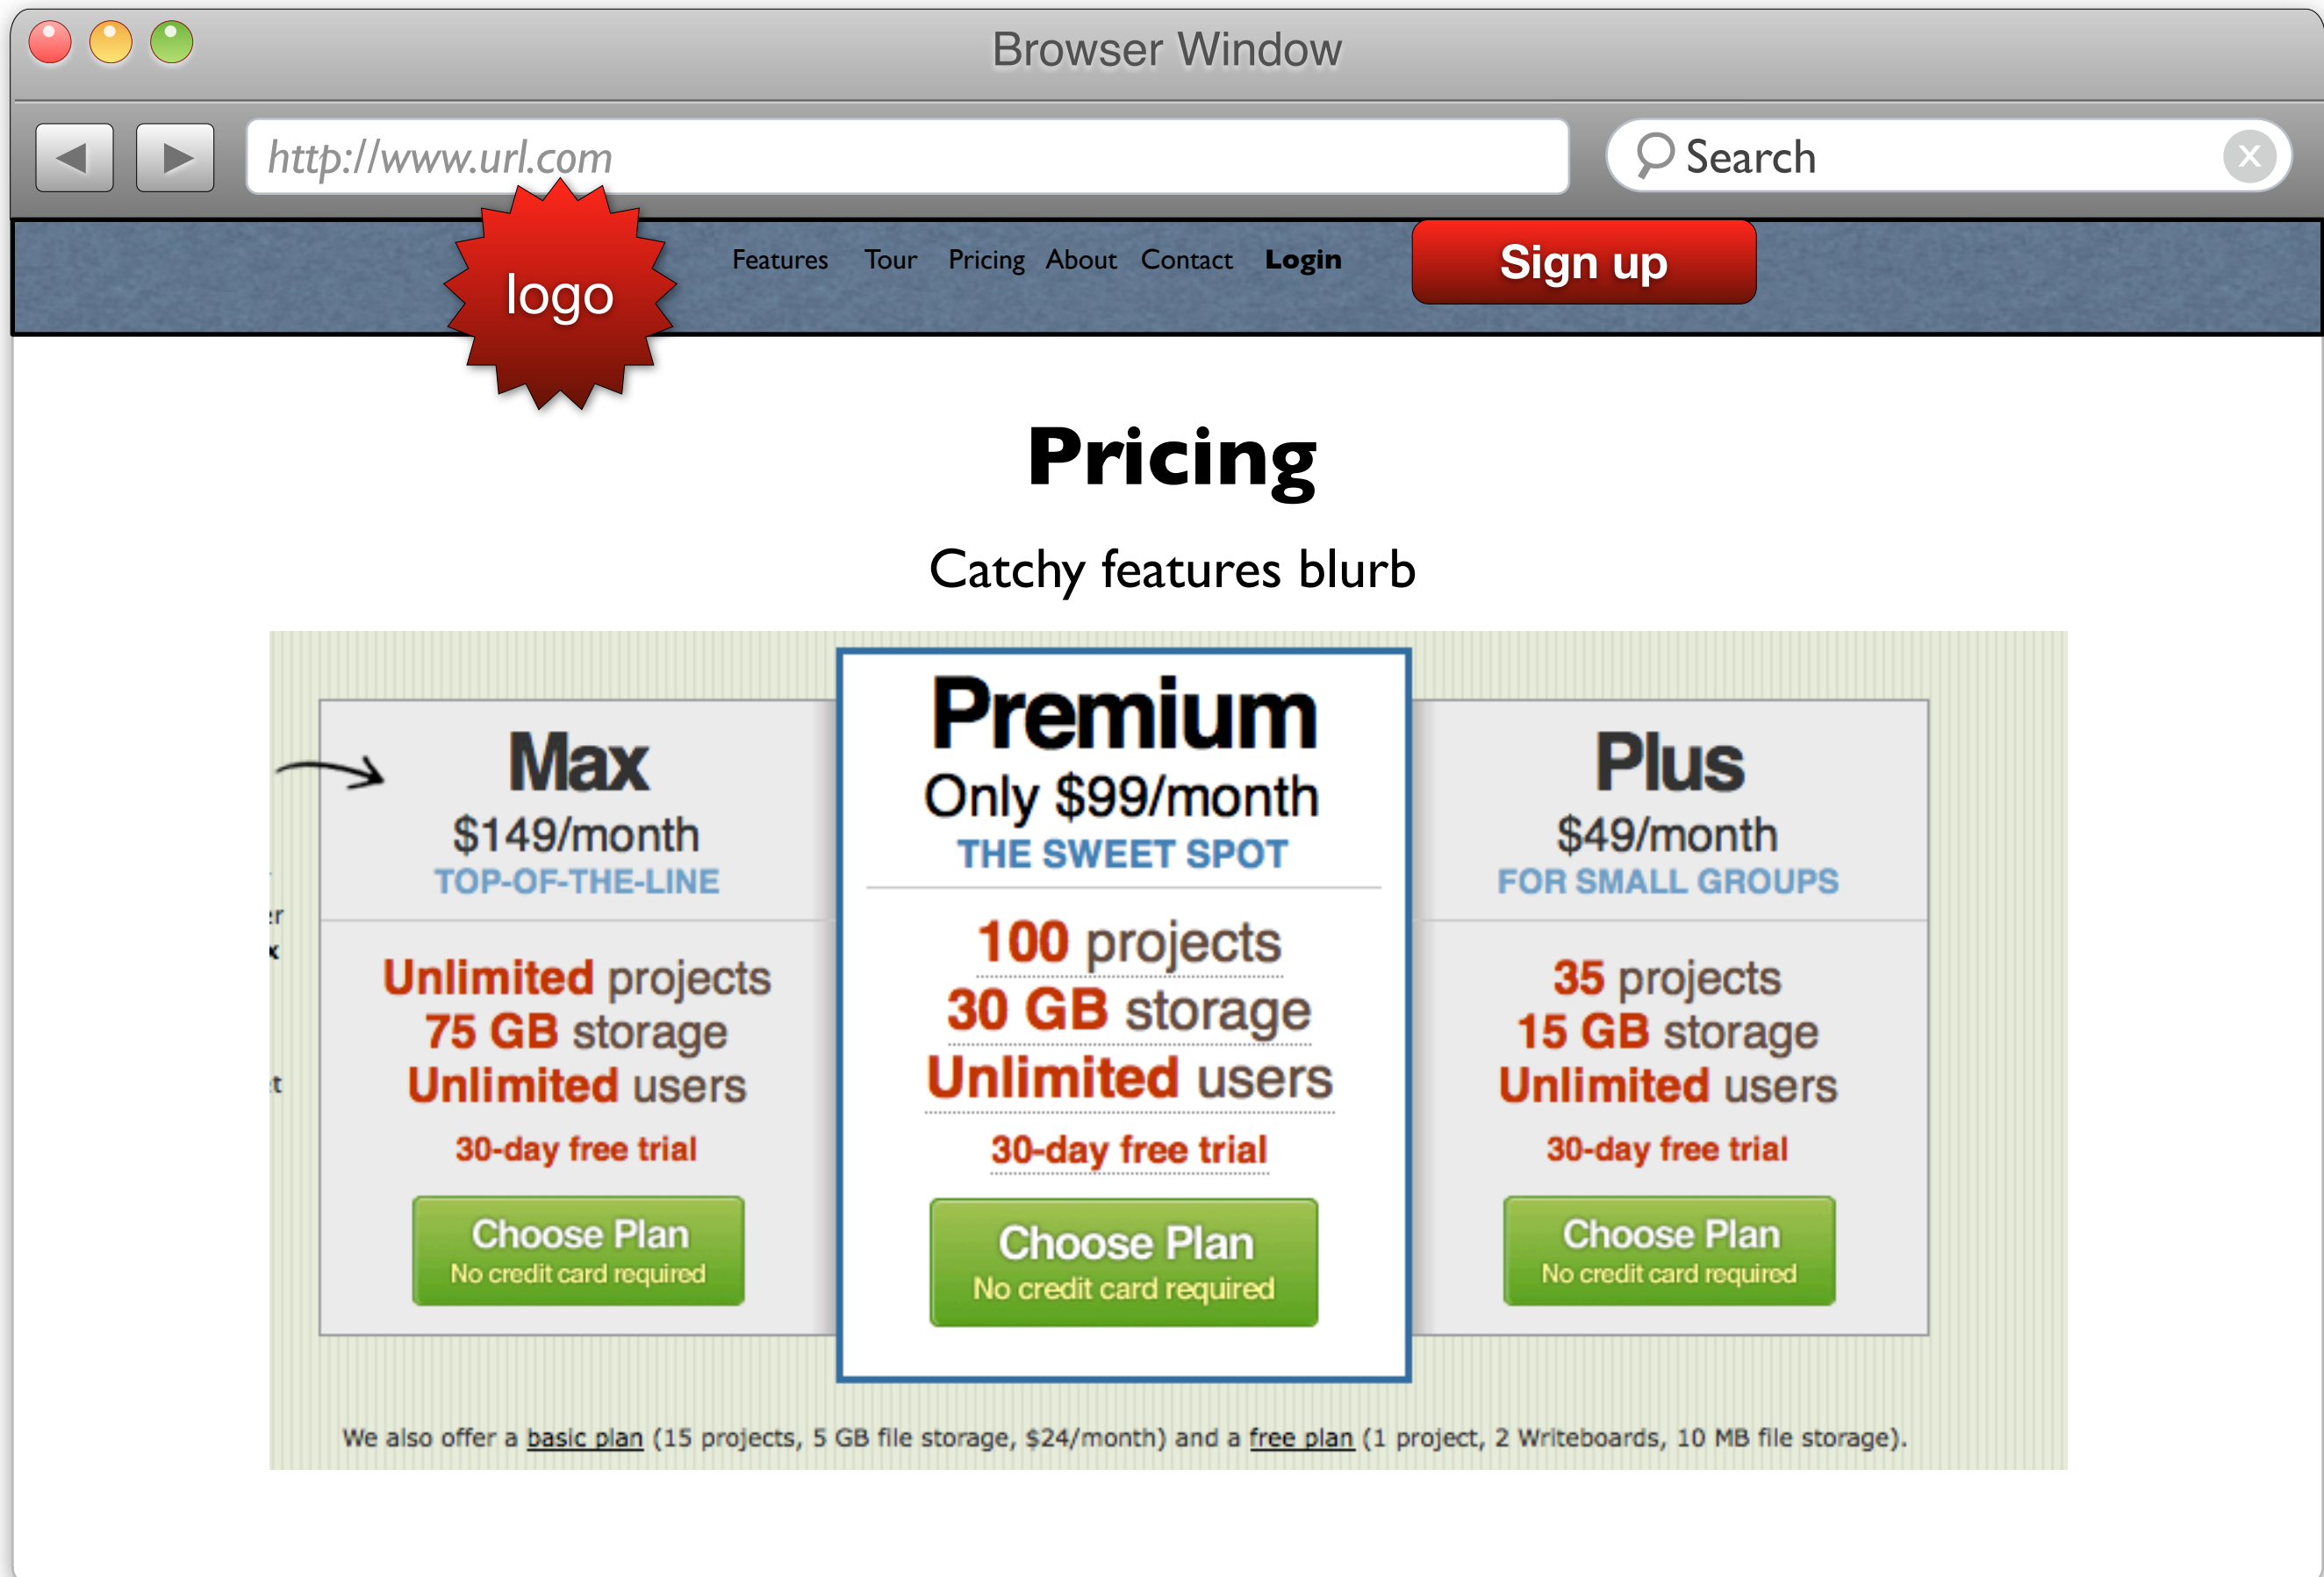 Browser Window
http://www.url.com
Search
X
logo
Features Tour Pricing About Contact Login
Sign up
Pricing
Catchy features blurb
Max
$149/month
TOP-OF-THE-LINE
Unlimited projects
75 GB storage
Unlimited users
30-day free trial
Choose Plan
No credit card required
Premium
Only $99/month
THE SWEET SPOT
100 projects
30 GB storage
Unlimited users
30-day free trial
Choose Plan
No credit card required
Plus
$49/month
FOR SMALL GROUPS
35 projects
15 GB storage
Unlimited users
30-day free trial
Choose Plan
No credit card required
We also offer a basic plan (15 projects, 5 GB file storage, $24/month) and a free plan (1 project, 2 Writeboards, 10 MB file storage).